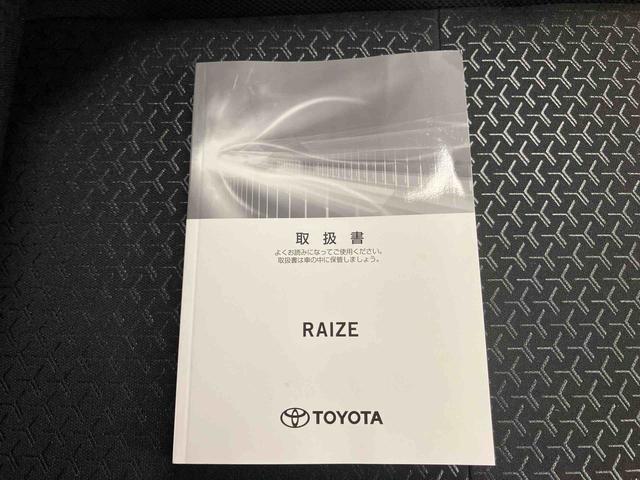 取扱書
よくお読みになってご使用ください。
取扱書は車の中に保管しましょう。
RAIZE
TOYOTA